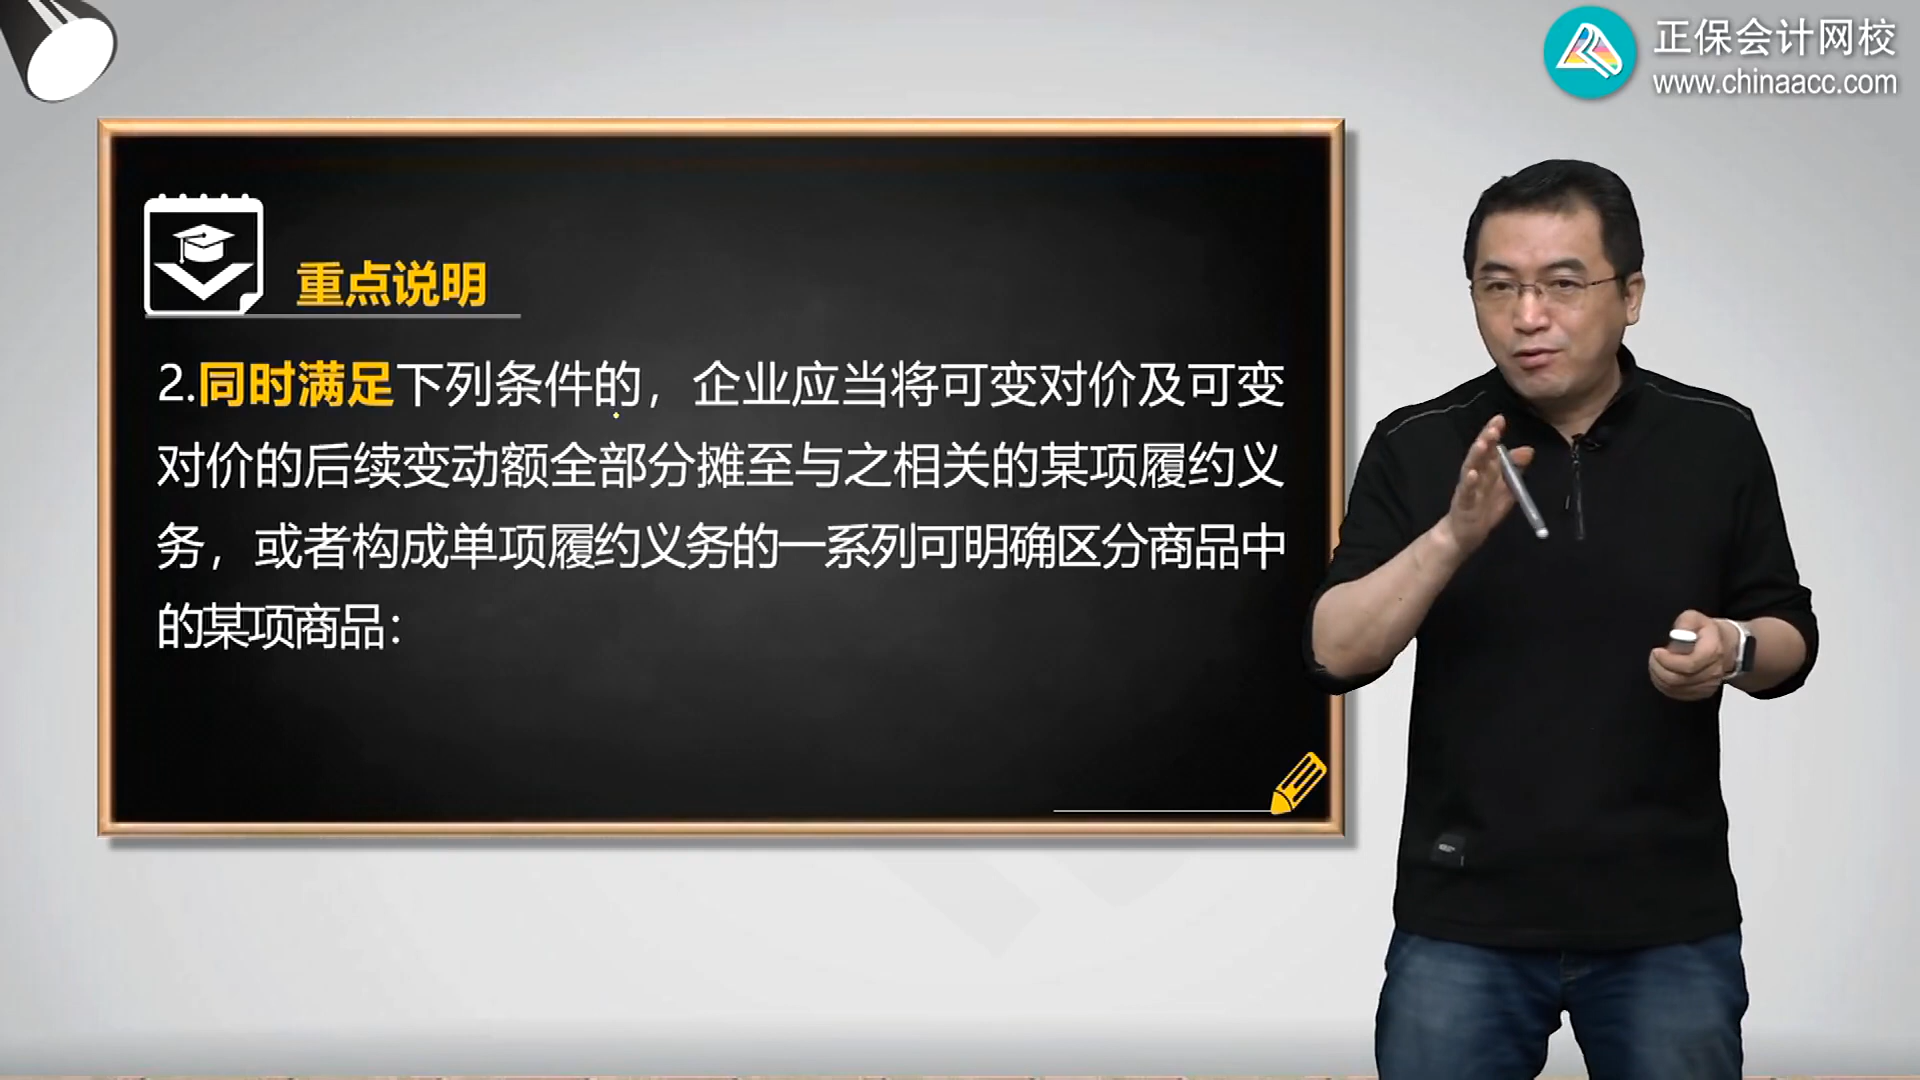 正保会计网校
www.chinaacc.com
重点说明
2.同时满足下列条件的，企业应当将可变对价及可变
对价的后续变动额全部分摊至与之相关的某项履约义
务，或者构成单项履约义务的一系列可明确区分商品中
的某项商品：